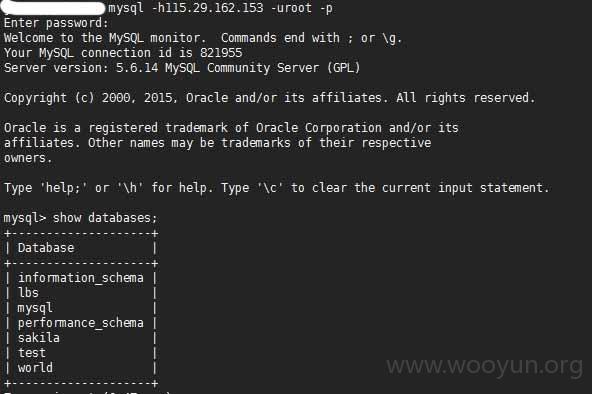 mysql -h115.29.162.153 -uroot -p
Enter password:
Welcome to the MySQL monitor.  Commands end with ; or \g.
Your MySQL connection id is 821955
Server version: 5.6.14 MySQL Community Server (GPL)
Copyright (c) 2000, 2015, Oracle and/or its affiliates. All rights reserved.
Oracle is a registered trademark of Oracle Corporation and/or its
affiliates. Other names may be trademarks of their respective
owners.
Type 'help;' or '\h' for help. Type '\c' to clear the current input statement.
mysql> show databases;
+--------------------+
| Database           |
+--------------------+
| information_schema |
| lbs                |
| mysql              |
| performance_schema |
| sakila             |
| test               |
| world              |
+--------------------+
www.wooyun.org